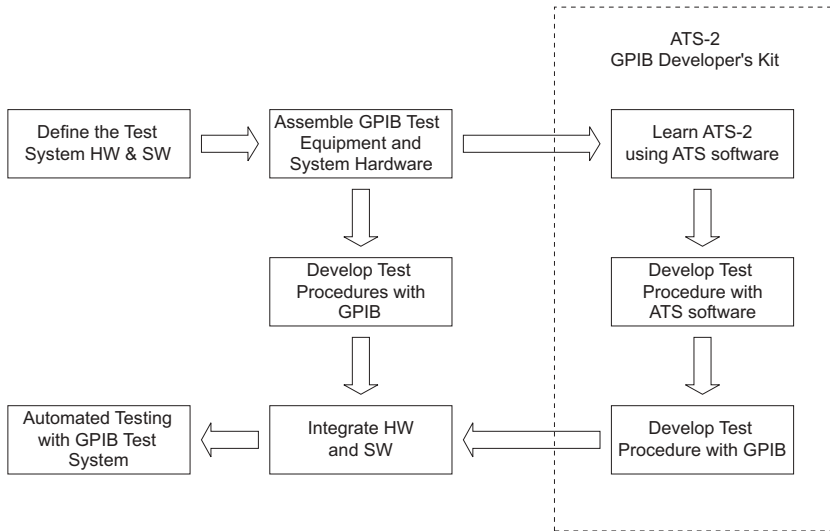 ATS-2
GPIB Developer's Kit
Define the Test
System HW & SW
Assemble GPIB Test
Equipment and
System Hardware
Learn ATS-2
using ATS software
Develop Test
Procedures with
GPIB
Develop Test
Procedure with
ATS software
Automated Testing
with GPIB Test
System
Integrate HW
and SW
Develop Test
Procedure with GPIB